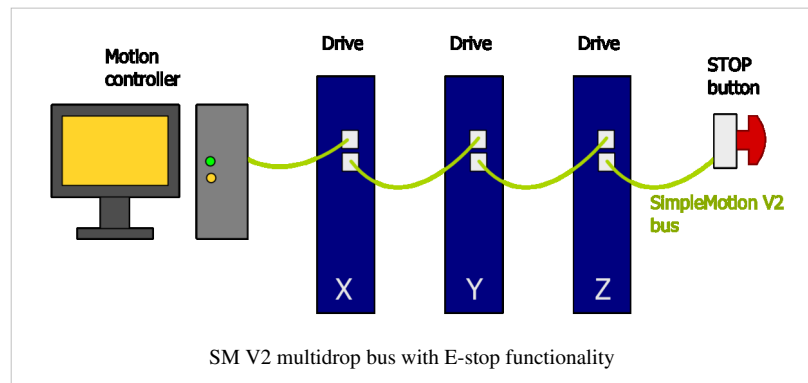 Motion
controller
Drive
Drive
Drive
STOP
button
SimpleMotion V2
bus
X
Y
Z
SM V2 multidrop bus with E-stop functionality